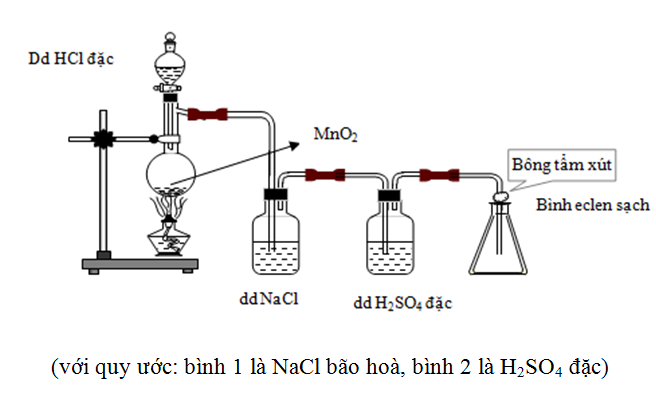 Dd HCl đặc
MnO₂
Bông tẩm xút
Bình eclen sạch
dd NaCl
dd H₂SO₄ đặc
(với quy ước: bình 1 là NaCl bão hoà, bình 2 là H₂SO₄ đặc)